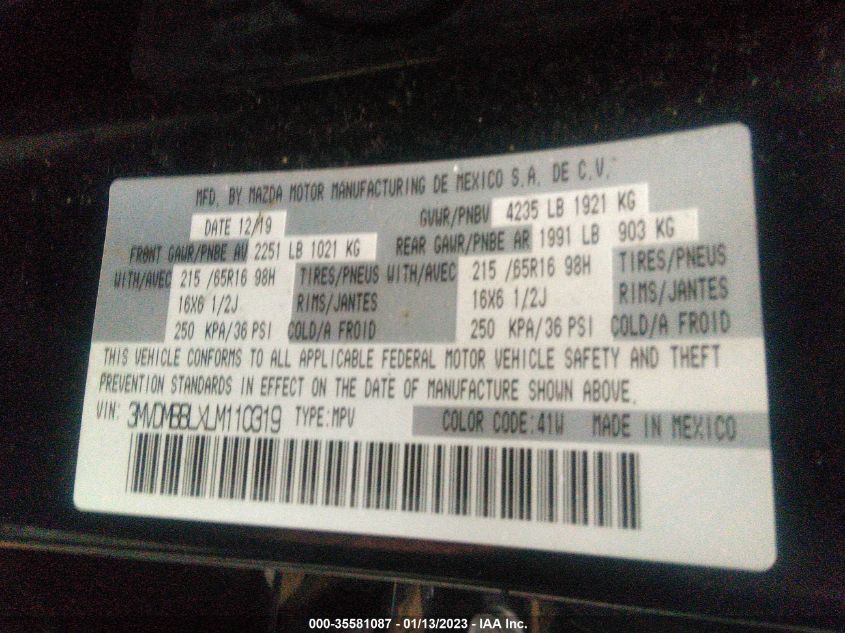 MFD. BY MAZDA MOTOR MANUFACTURING DE MEXICO S.A. DE C.V.
DATE 12/19 GVWR/PNBV 4235 LB 1921 KG
FRONT GAWR/PNBE AV 2251 LB 1021 KG REAR GAWR/PNBE AR 1991 LB 903 KG
WITH/AVEC 215 /65R16 98H TIRES/PNEUS WITH/AVEC 215 /65R16 98H TIRES/PNEUS
16X6 1/2J RIMS/JANTES 16X6 1/2J RIMS/JANTES
250 KPA/36 PSI COLD/A FROID 250 KPA/36 PSI COLD/A FROID
THIS VEHICLE CONFORMS TO ALL APPLICABLE FEDERAL MOTOR VEHICLE SAFETY AND THEFT
PREVENTION STANDARDS IN EFFECT ON THE DATE OF MANUFACTURE SHOWN ABOVE.
VIN: 3MVDMBBLXLM110319 TYPE:MPV COLOR CODE:41W MADE IN MEXICO
000-35581087 - 01/13/2023 - IAA Inc.